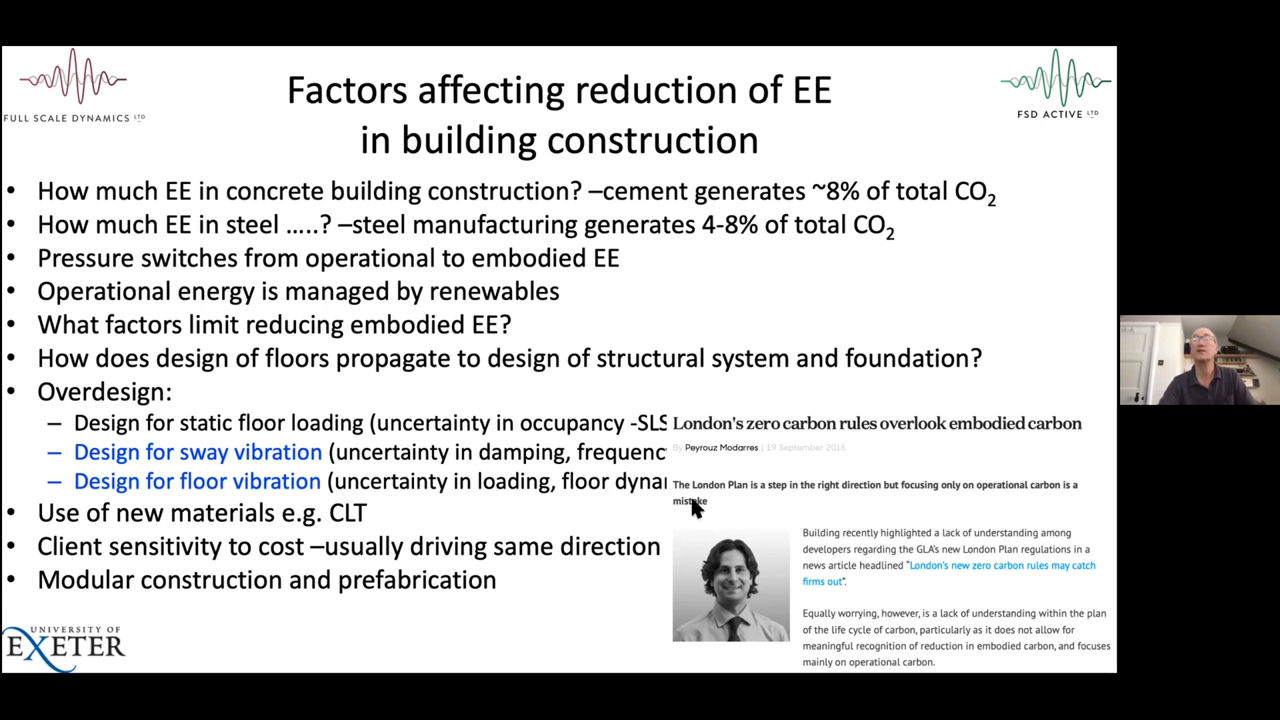 FULL SCALE DYNAMICS LTD
FSD ACTIVE LTD
Factors affecting reduction of EE
in building construction
• How much EE in concrete building construction? –cement generates ~8% of total CO2
• How much EE in steel …..? –steel manufacturing generates 4-8% of total CO2
• Pressure switches from operational to embodied EE
• Operational energy is managed by renewables
• What factors limit reducing embodied EE?
• How does design of floors propagate to design of structural system and foundation?
• Overdesign:
– Design for static floor loading (uncertainty in occupancy -SLS
– Design for sway vibration (uncertainty in damping, frequenc
– Design for floor vibration (uncertainty in loading, floor dynar
• Use of new materials e.g. CLT
• Client sensitivity to cost –usually driving same direction
• Modular construction and prefabrication
London's zero carbon rules overlook embodied carbon
By Peyrouz Modarres | 19 September 2016
The London Plan is a step in the right direction but focusing only on operational carbon is a
mistake
Building recently highlighted a lack of understanding among
developers regarding the GLA's new London Plan regulations in a
news article headlined "London's new zero carbon rules may catch
firms out".
Equally worrying, however, is a lack of understanding within the plan
of the life cycle of carbon, particularly as it does not allow for
meaningful recognition of reduction in embodied carbon, and focuses
mainly on operational carbon.
UNIVERSITY OF
EXETER